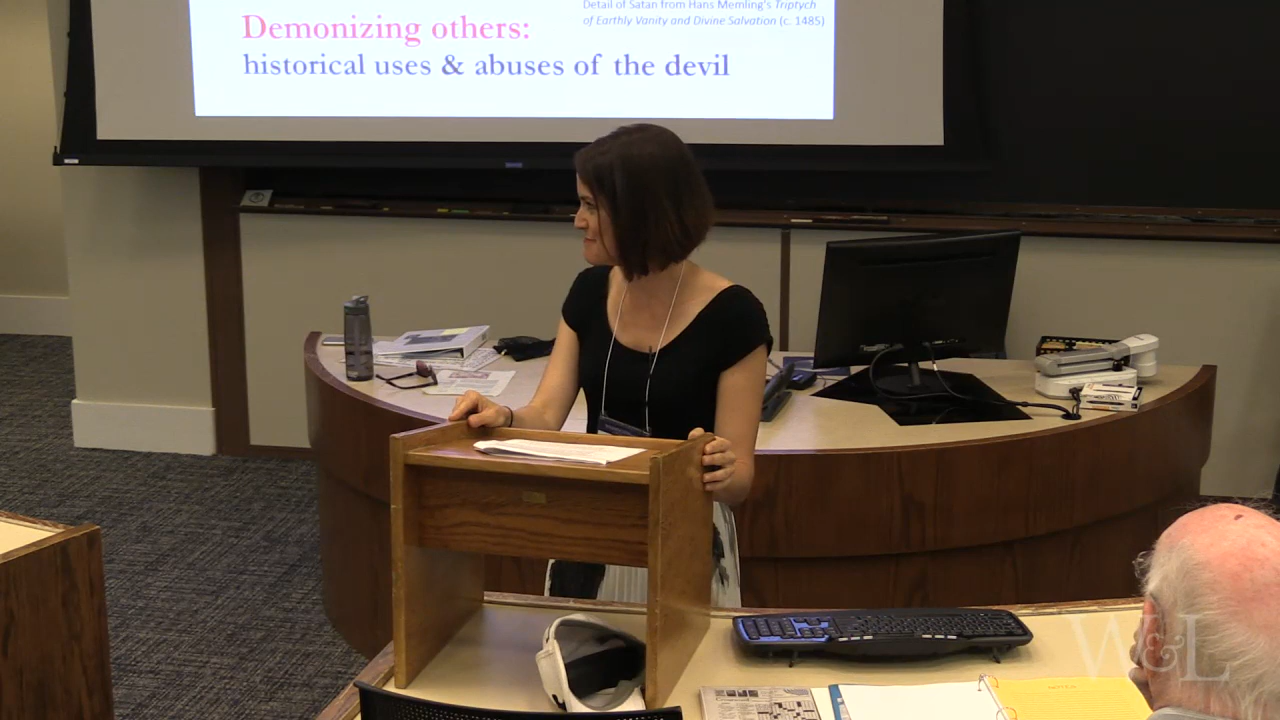 Detail of Satan from Hans Memling's Triptych
of Earthly Vanity and Divine Salvation (c. 1485)
Demonizing others:
historical uses & abuses of the devil
W&L